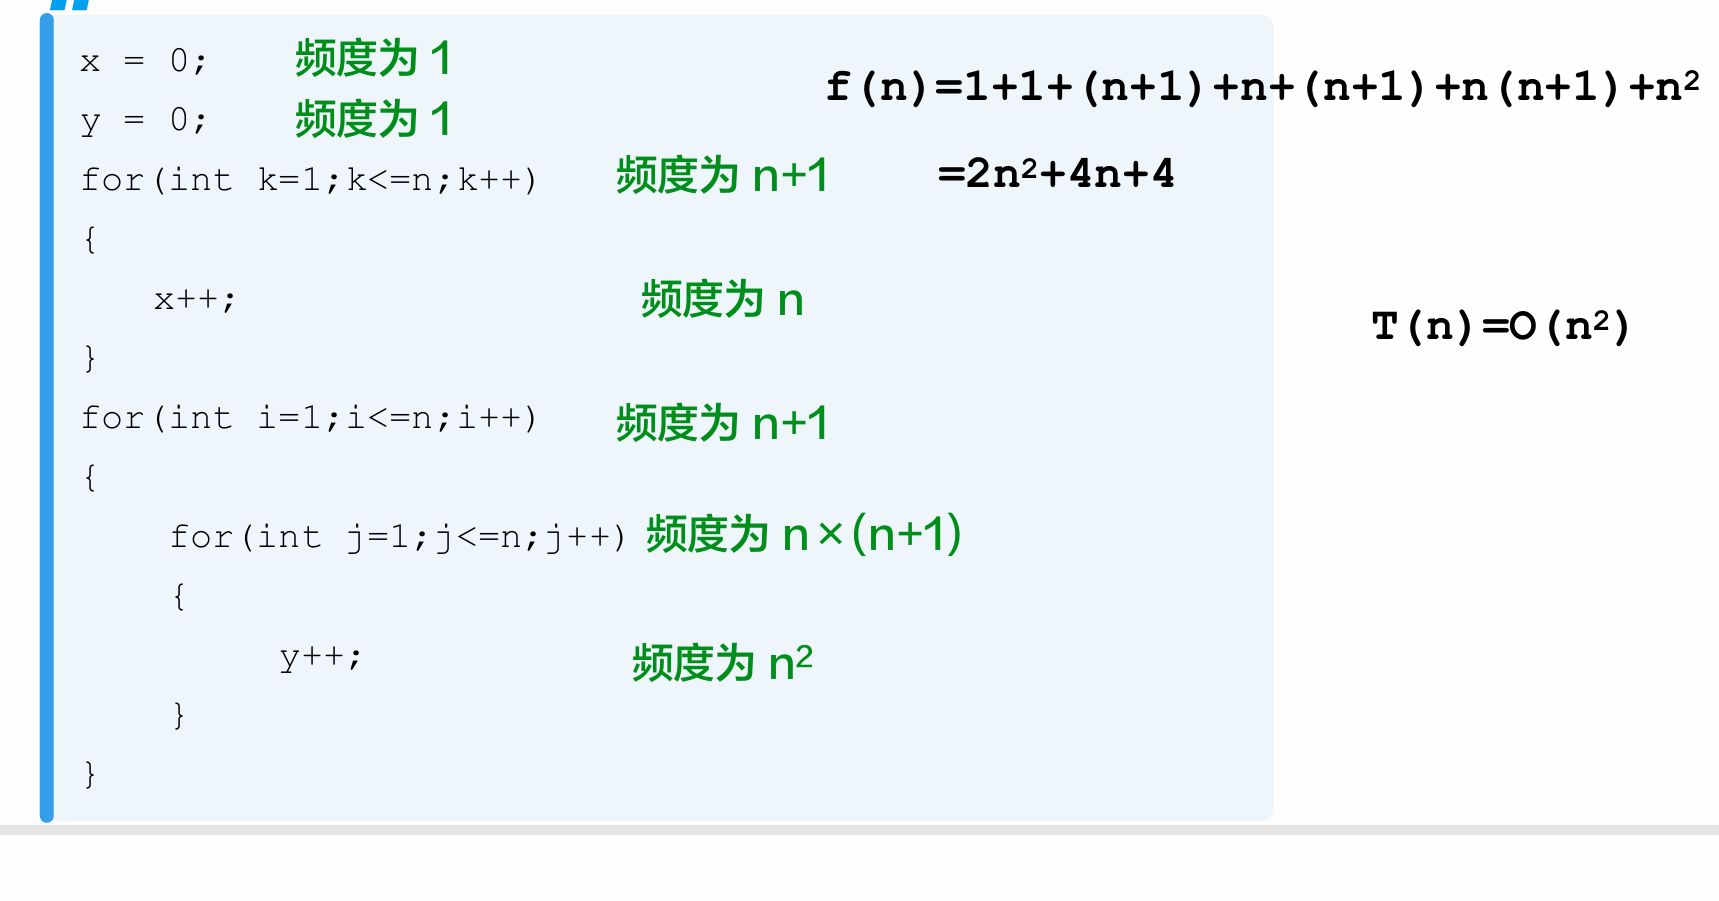 x = 0; 频度为 1
f(n)=1+1+(n+1)+n+(n+1)+n(n+1)+n²
y = 0; 频度为 1
for(int k=1;k<=n;k++) 频度为 n+1
=2n²+4n+4
{
x++; 频度为 n
T(n)=O(n²)
}
for(int i=1;i<=n;i++) 频度为 n+1
{
for(int j=1;j<=n;j++) 频度为 n×(n+1)
{
y++; 频度为 n²
}
}